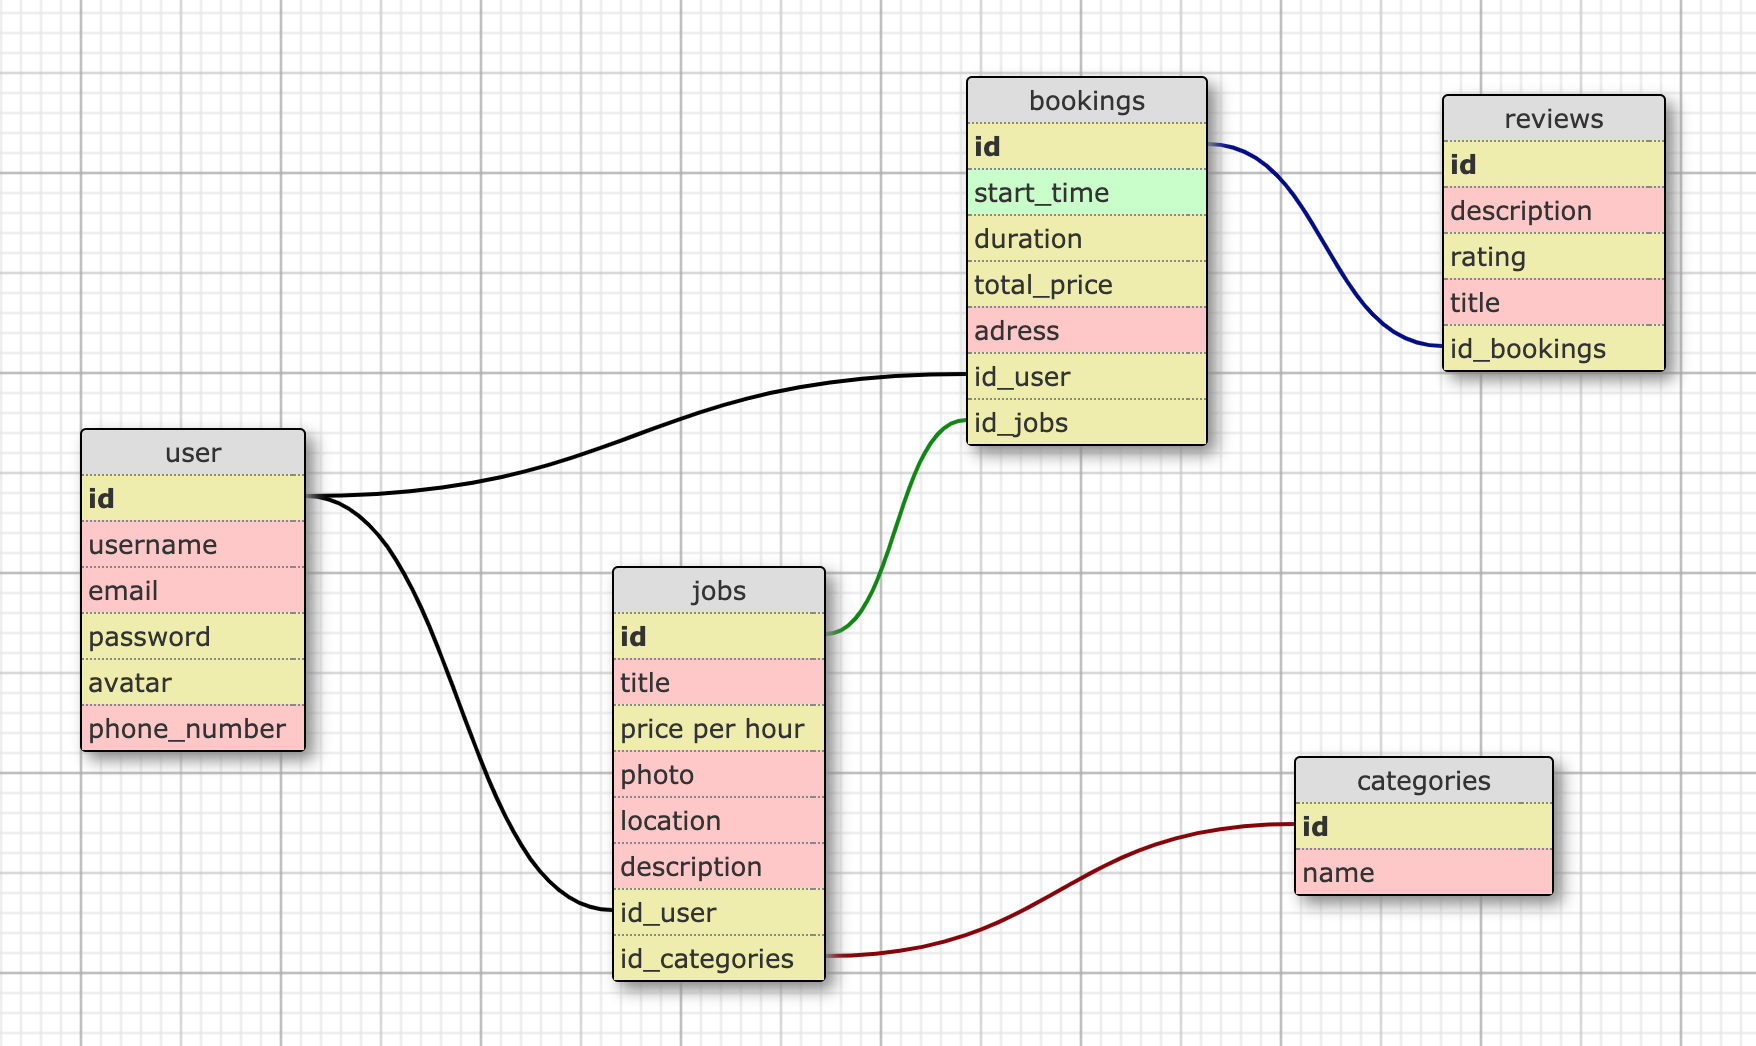 bookings
id
start_time
duration
total_price
adress
id_user
id_jobs
reviews
id
description
rating
title
id_bookings
user
id
username
email
password
avatar
phone_number
jobs
id
title
price per hour
photo
location
description
id_user
id_categories
categories
id
name